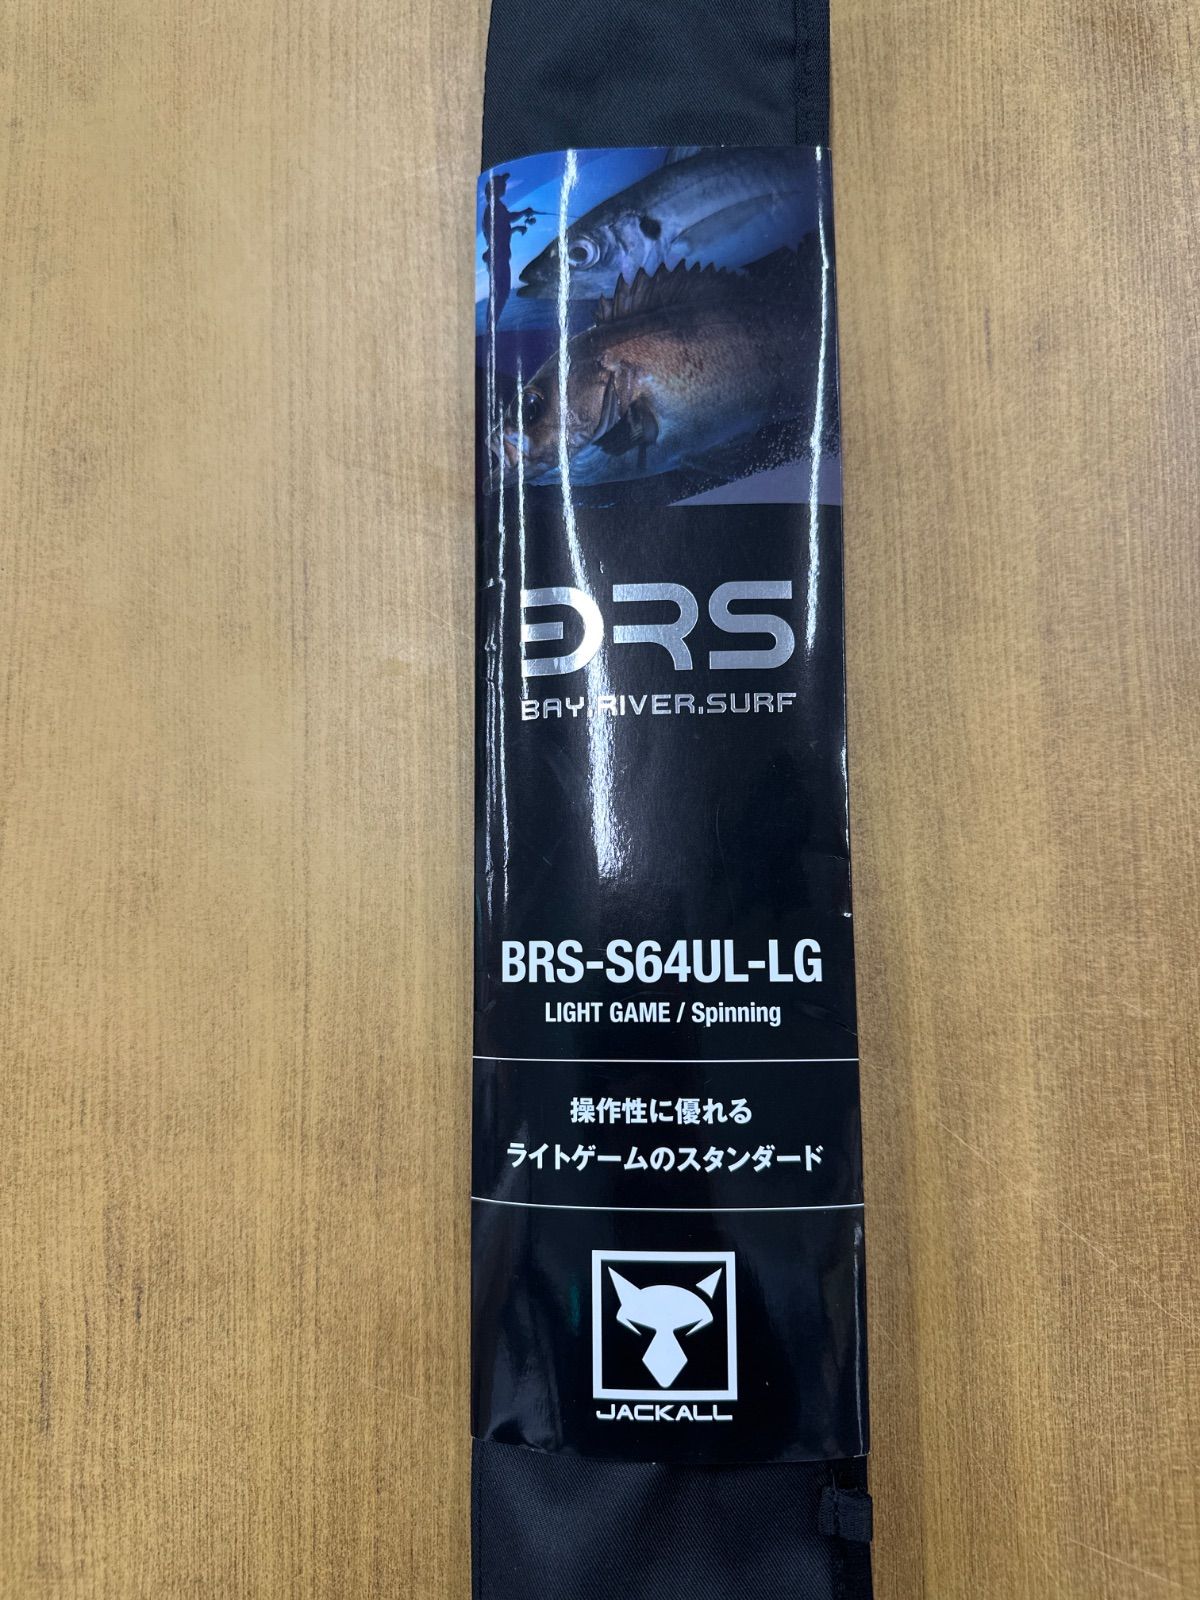 BRS
BAY.RIVER.SURF
BRS-S64UL-LG
LIGHT GAME / Spinning
操作性に優れる
ライトゲームのスタンダード
JACKALL